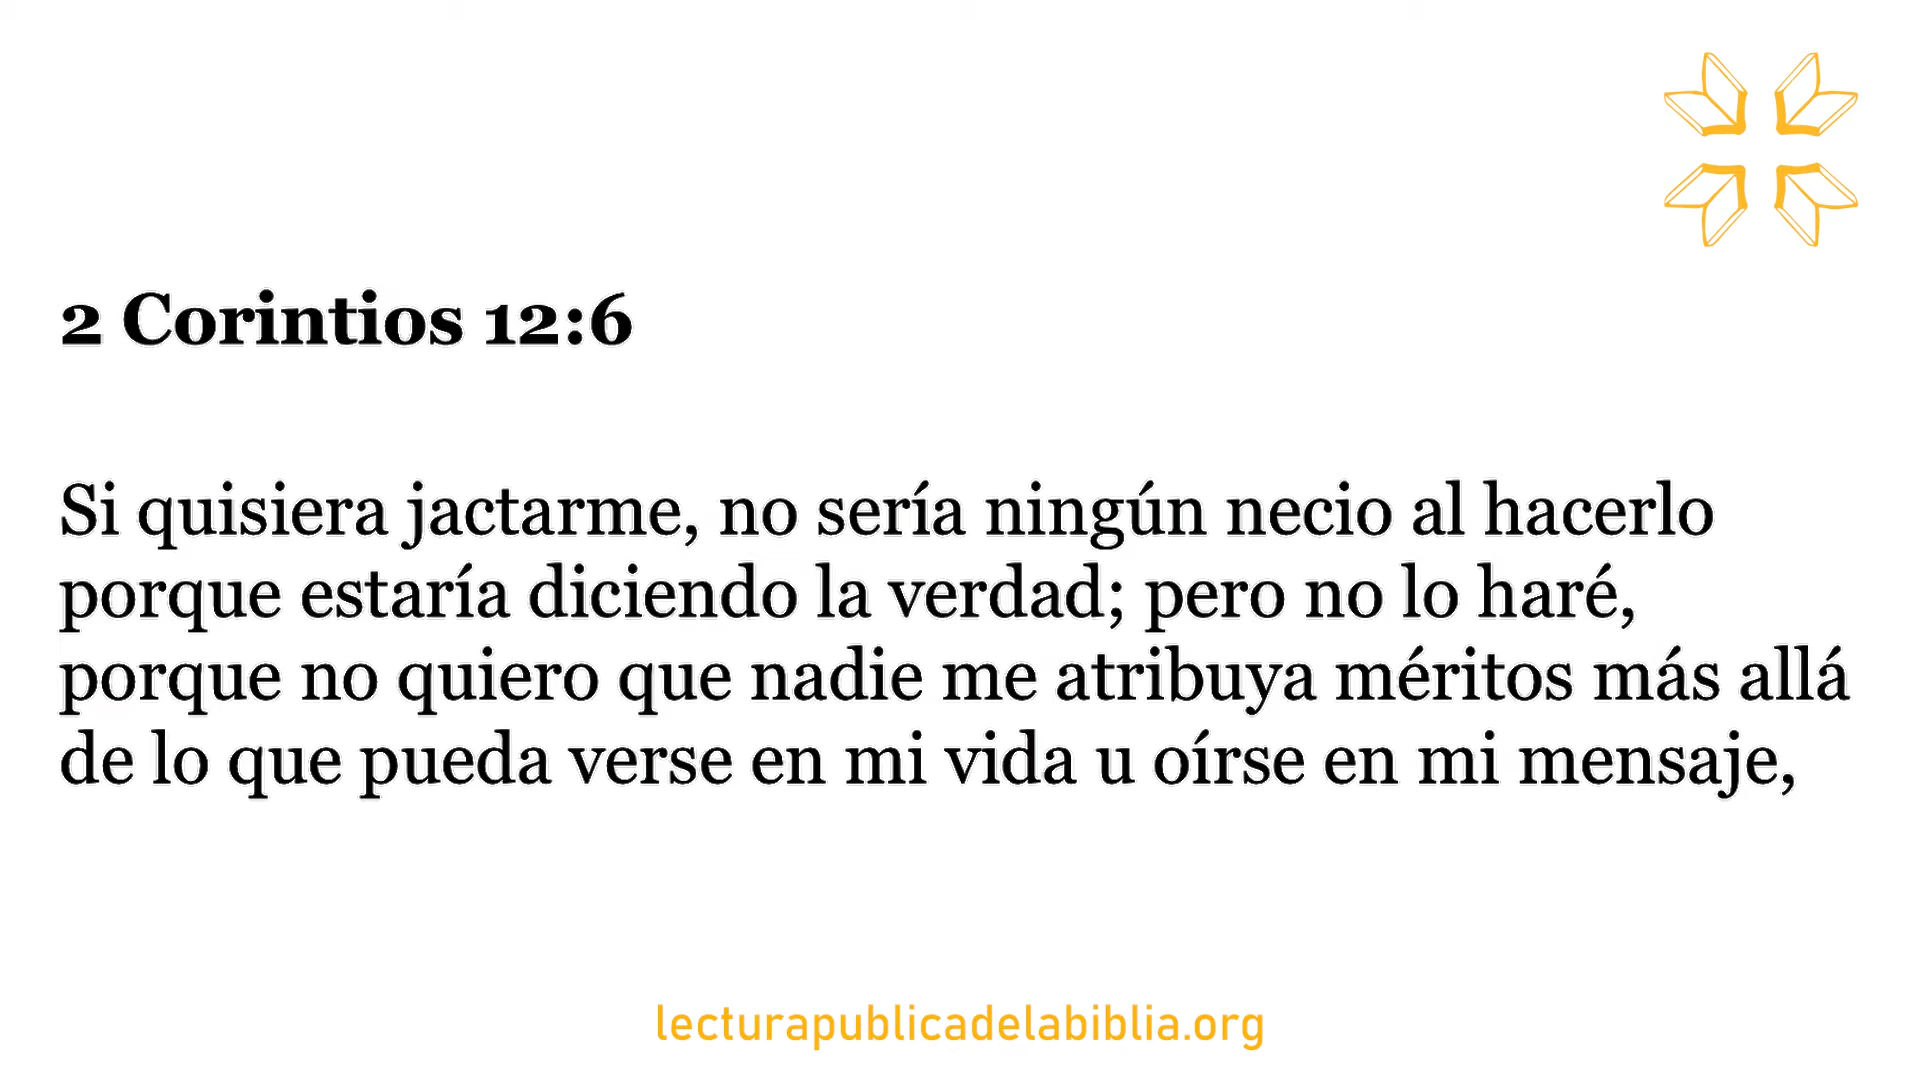 2 Corintios 12:6
Si quisiera jactarme, no sería ningún necio al hacerlo
porque estaría diciendo la verdad; pero no lo haré,
porque no quiero que nadie me atribuya méritos más allá
de lo que pueda verse en mi vida u oírse en mi mensaje,
lecturapublicadelabiblia.org